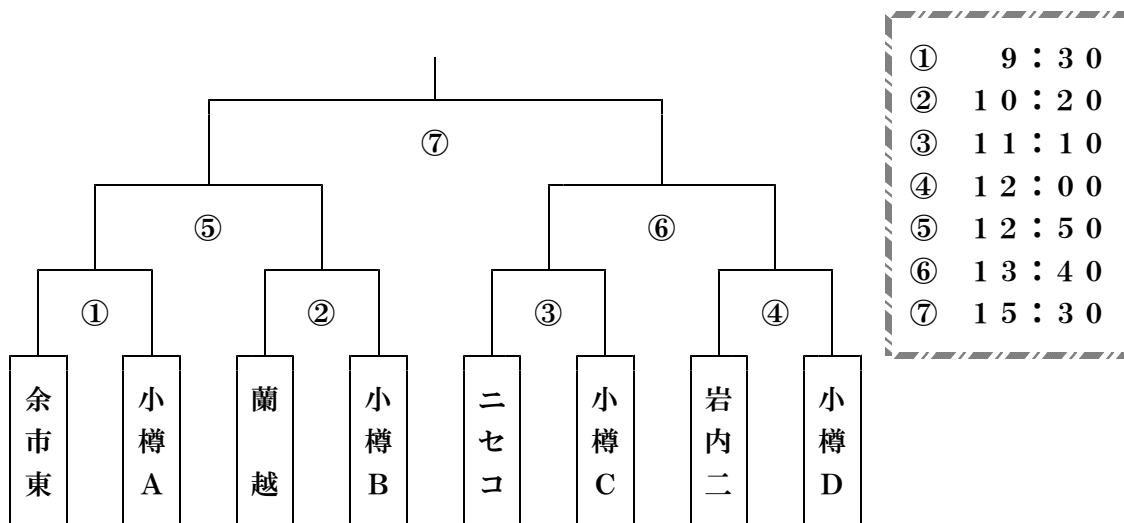 ① 9：30
② 10：20
③ 11：10
④ 12：00
⑤ 12：50
⑥ 13：40
⑦ 15：30
⑦
⑤
⑥
①
②
③
④
余市東
小樽A
蘭越
小樽B
ニセコ
小樽C
岩内二
小樽D